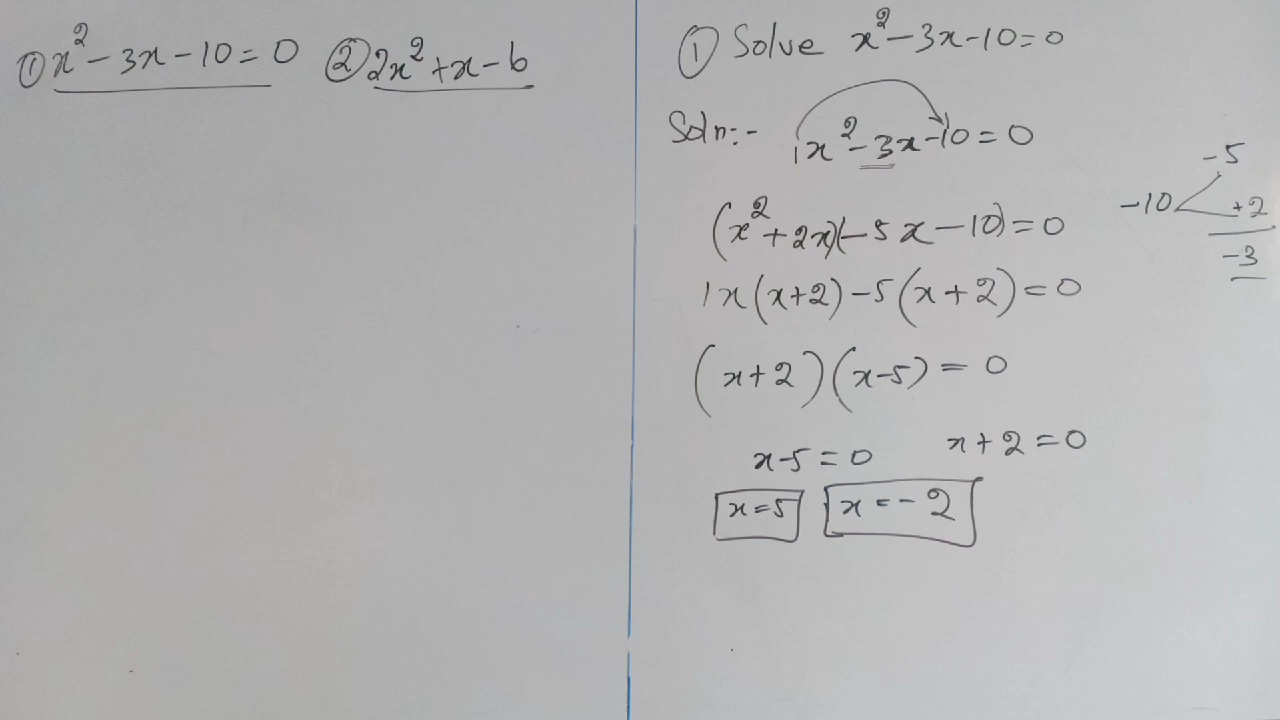 ① x² - 3x - 10 = 0 ② 2x² + x - 6
① Solve x² - 3x - 10 = 0
Soln:- 1x² - 3x - 10 = 0
(x² + 2x)(-5x - 10) = 0
1x(x+2) - 5(x+2) = 0
(x+2)(x-5) = 0
x-5 = 0 x+2 = 0
x=5 x = -2
-5
-10 +2
-3